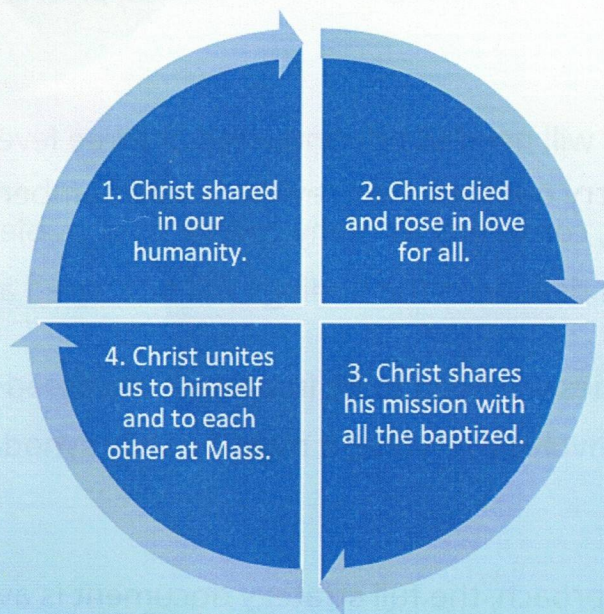 1. Christ shared
in our
humanity.
2. Christ died
and rose in love
for all.
3. Christ shares
his mission with
all the baptized.
4. Christ unites
us to himself
and to each
other at Mass.